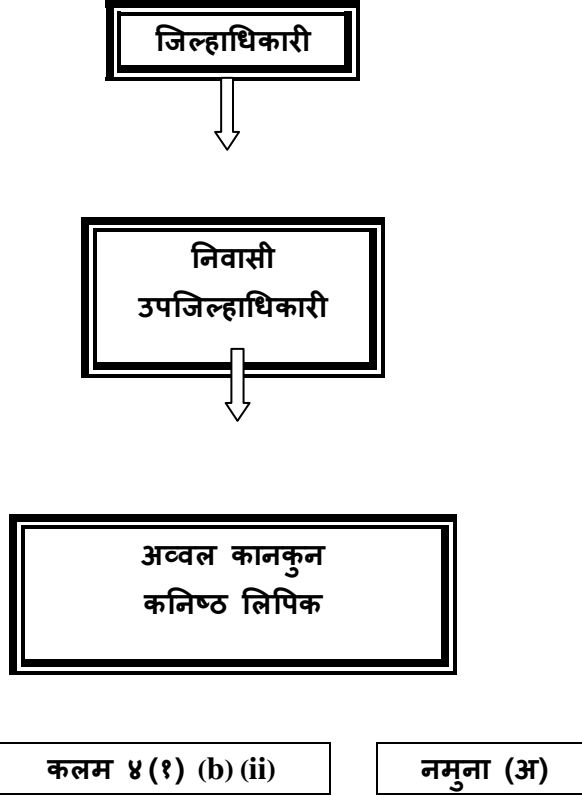 जिल्हाधिकारी
निवासी
उपजिल्हाधिकारी
अव्वल कानकुन
कनिष्ठ लिपिक
कलम ४(१) (b) (ii)
नमुना (अ)